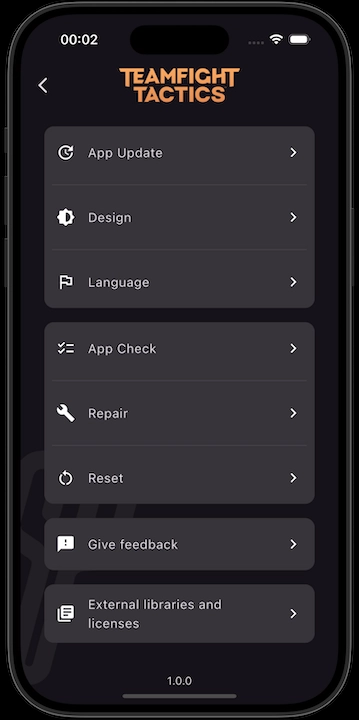 00:02
TEAMFIGHT
TACTICS
App Update
Design
Language
App Check
Repair
Reset
Give feedback
External libraries and
licenses
1.0.0